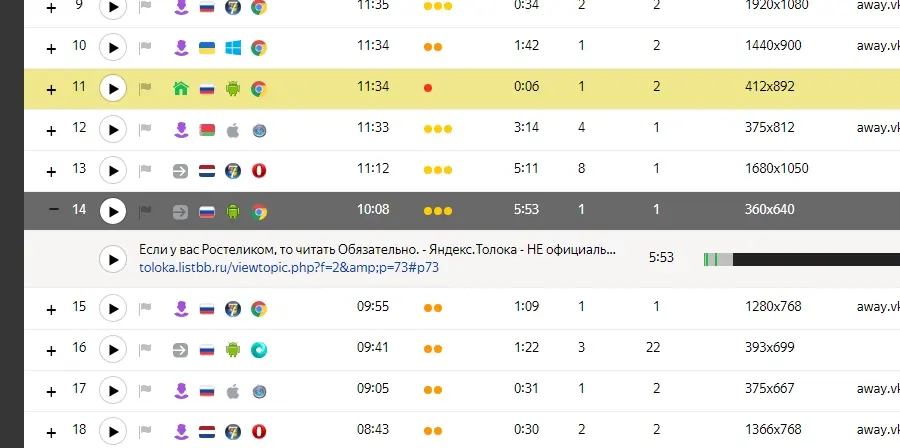 9 11:35 0:34 2 2 1920x1080 away.vk
10 11:34 1:42 1 2 1440x900 away.vk
11 11:34 0:06 1 2 412x892
12 11:33 3:14 4 1 375x812 away.vk
13 11:12 5:11 8 1 1680x1050
14 10:08 5:53 1 1 360x640
Если у вас Ростеликом, то читать Обязательно. - Яндекс.Толока - НЕ официаль... 5:53
toloka.listbb.ru/viewtopic.php?f=2&amp;p=73#p73
15 09:55 1:09 1 1 1280x768 away.vk
16 09:41 1:22 3 22 393x699
17 09:05 0:31 1 2 375x667 away.vk
18 08:43 0:30 2 2 1366x768 away.vk